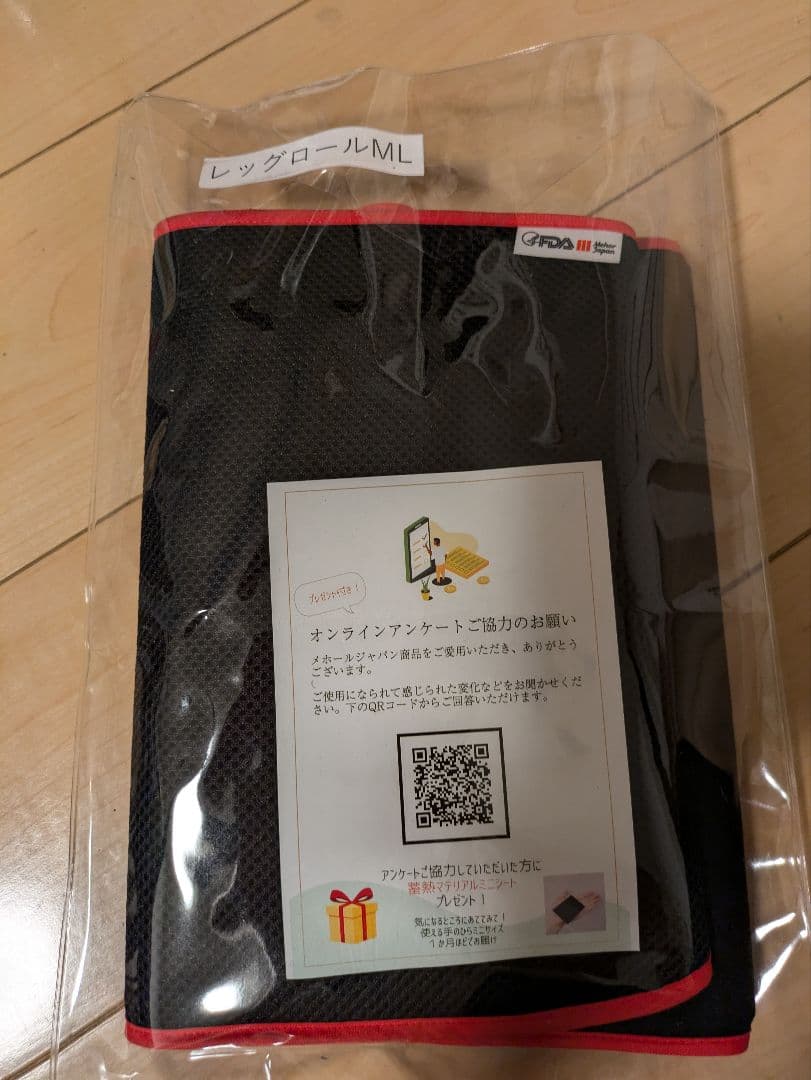 レッグロールML
FDA
Mehor
Japan
プレゼント付き！
オンラインアンケートご協力のお願い
メホールジャパン商品をご愛用いただき、ありがとう
ございます。
ご使用になられて感じられた変化などをお聞かせくだ
さい。下のQRコードからご回答いただけます。
アンケートご協力していただいた方に
蓄熱マテリアルミニシート
プレゼント！
気になるところにあててみて！
使える手のひらミニサイズ
1か月ほどでお届け